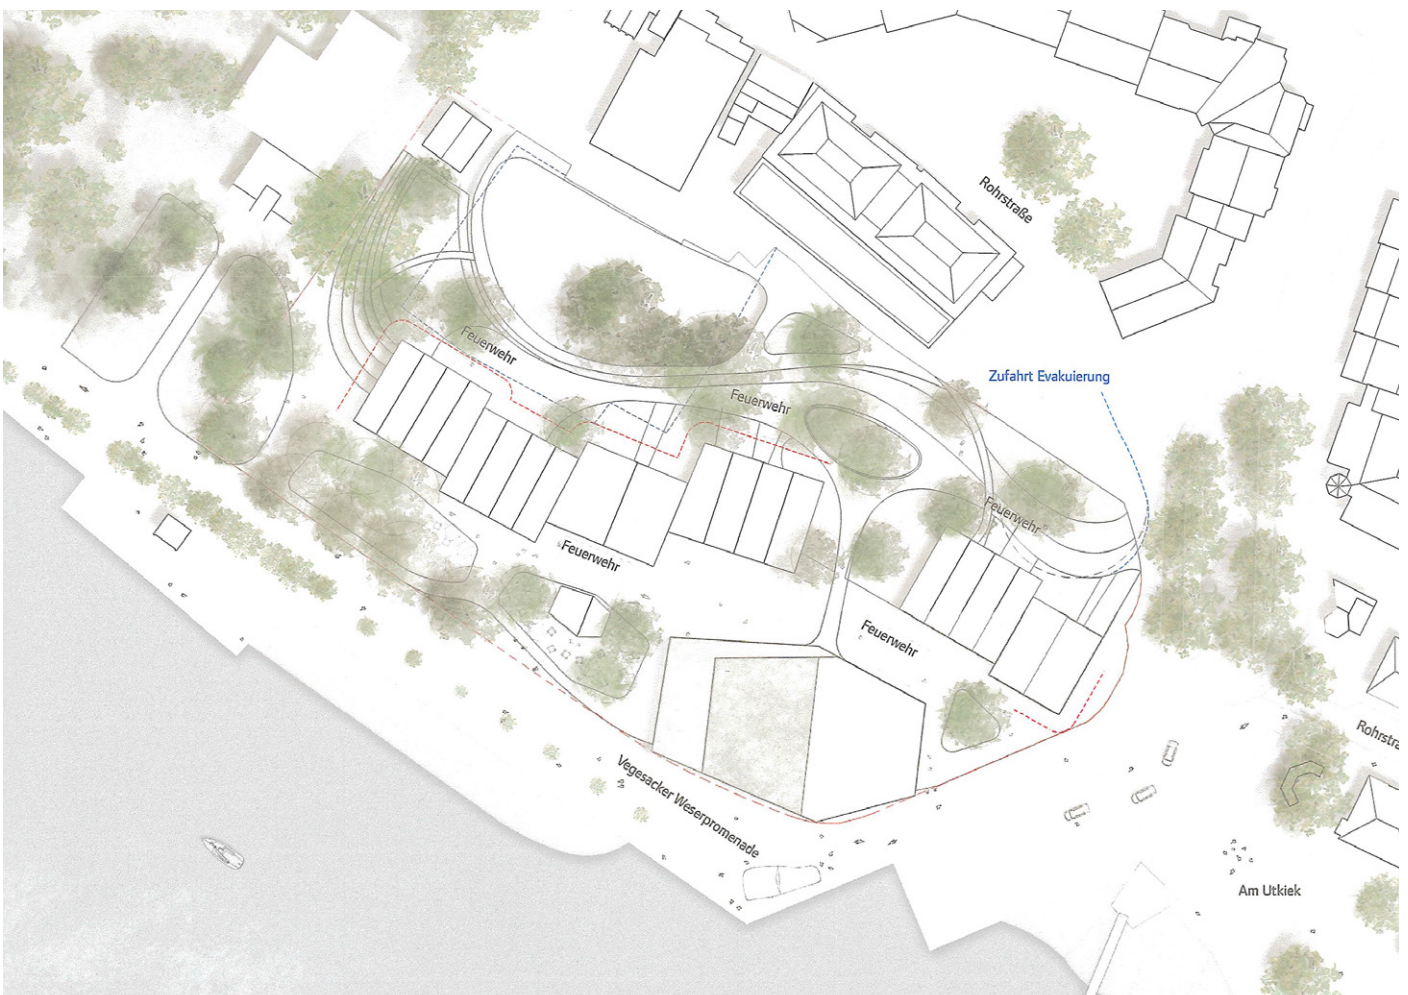 Rohrstraße
Feuerwehr
Zufahrt Evakuierung
Feuerwehr
Feuerwehr
Feuerwehr
Feuerwehr
Rohrstra
Vegesacker Weserpromenade
Am Utkiek